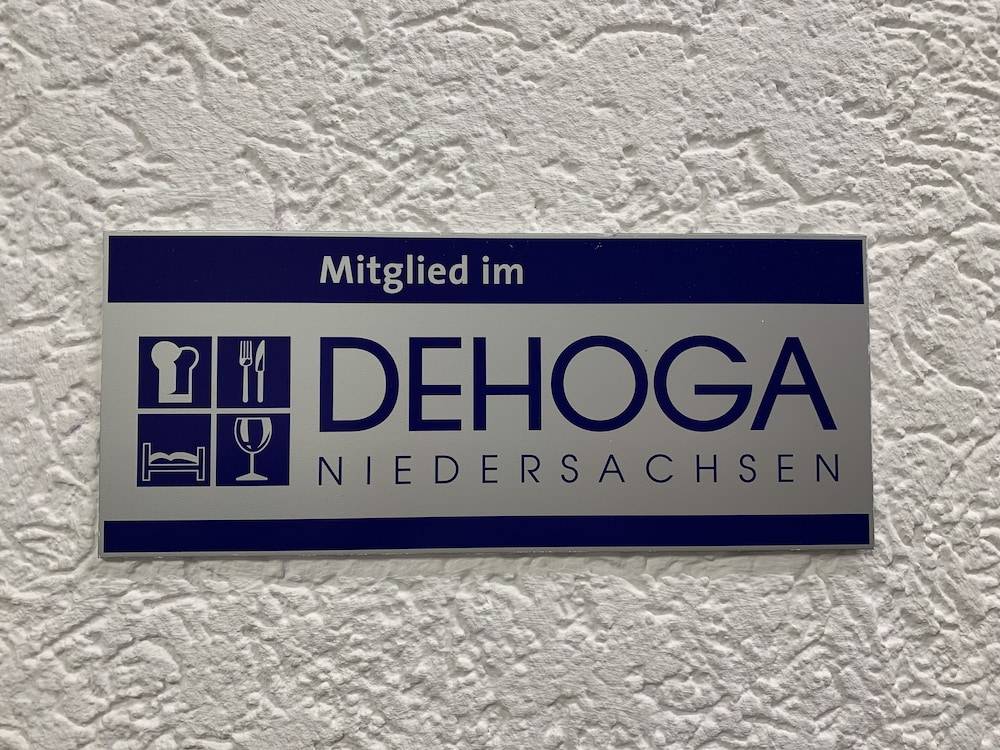 Mitglied im
DEHOGA
NIEDERSACHSEN